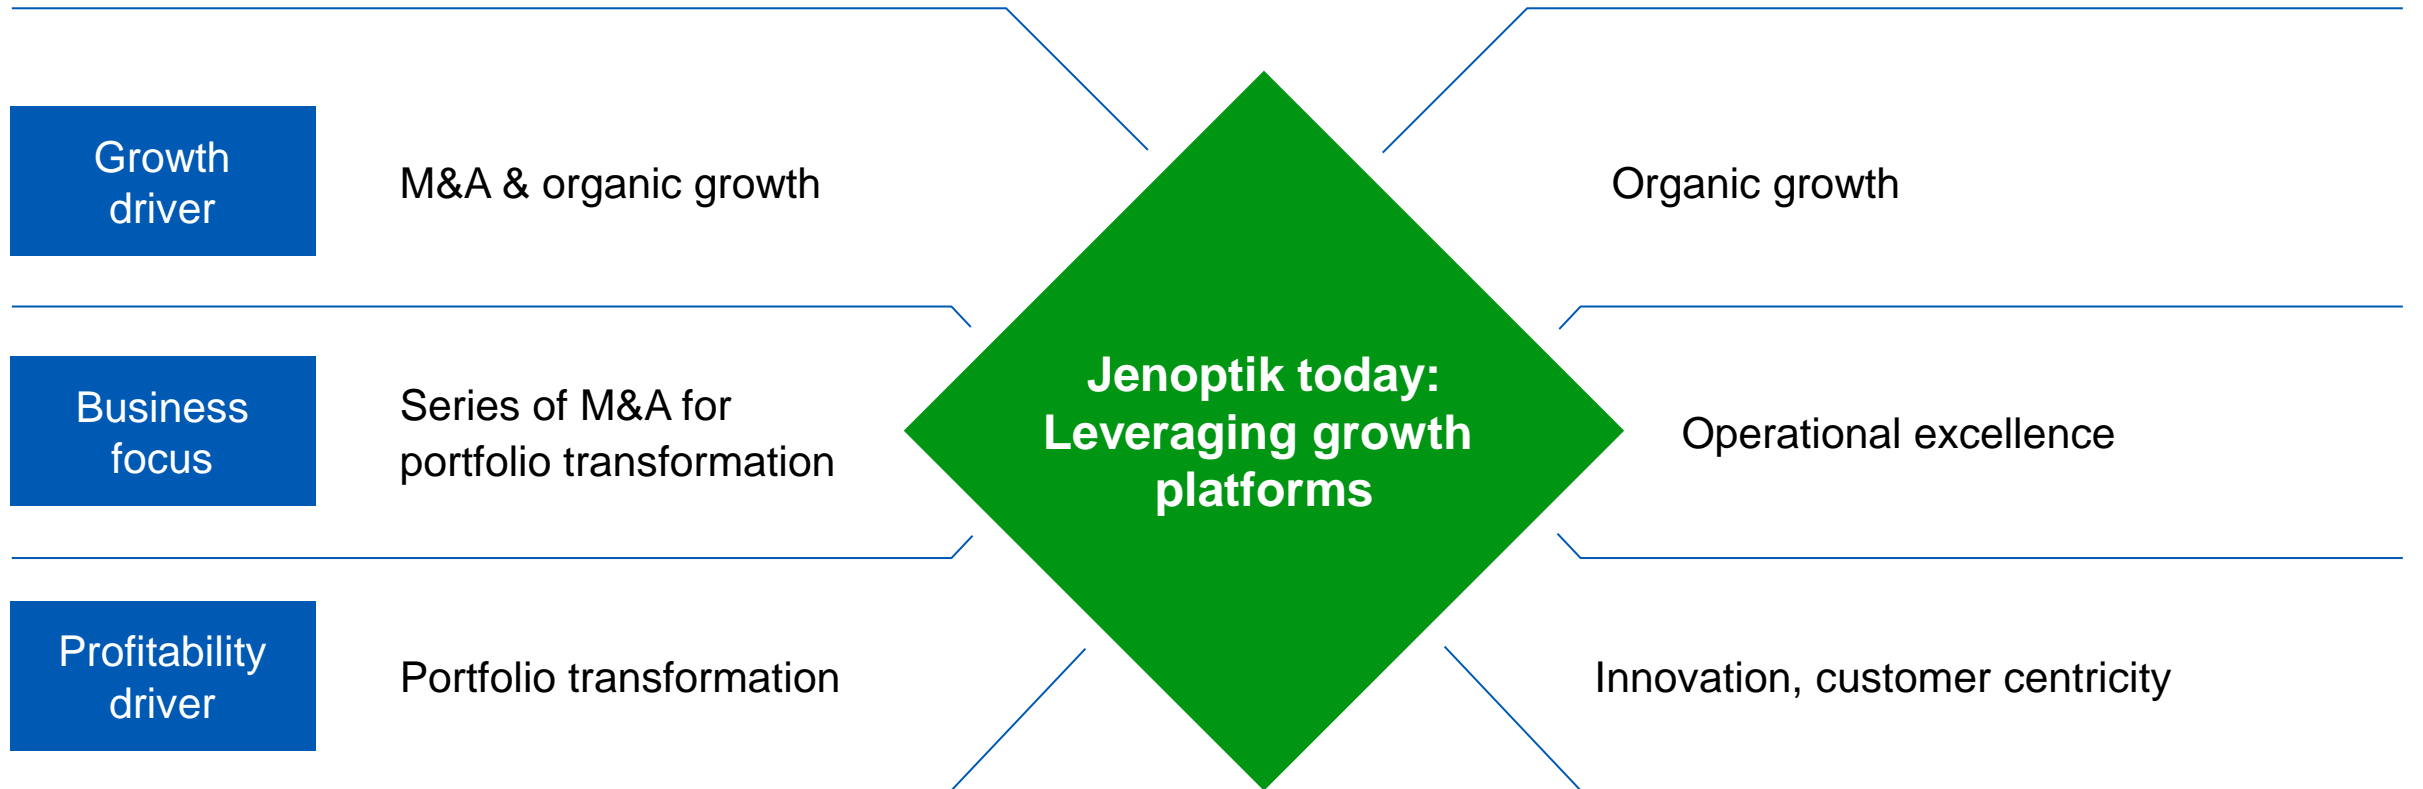 Growth
driver
M&A & organic growth
Organic growth
Business
focus
Series of M&A for
portfolio transformation
Jenoptik today:
Leveraging growth
platforms
Operational excellence
Profitability
driver
Portfolio transformation
Innovation, customer centricity